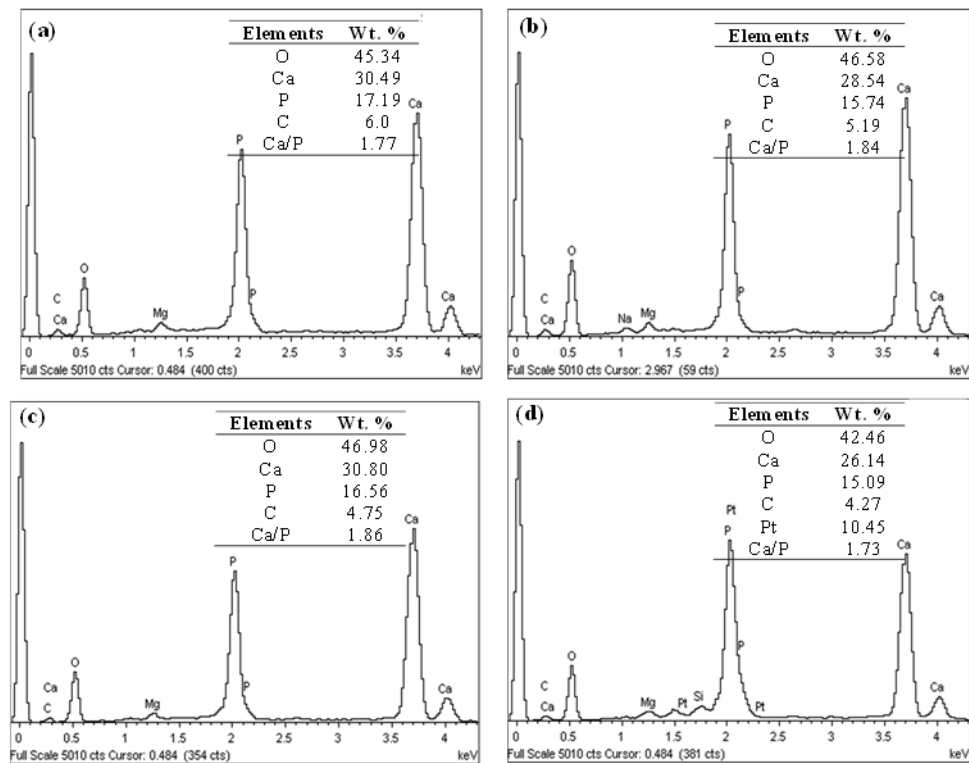 (a)
Elements Wt. %
O 45.34
Ca 30.49
P 17.19
C 6.0
Ca/P 1.77
Ca
P
O
C
P
Ca
Mg
Ca
0 0.5 1 1.5 2 2.5 3 3.5 4
Full Scale 5010 cts Cursor: 0.484 (400 cts) keV
(b)
Elements Wt. %
O 46.58
Ca 28.54
P 15.74
C 5.19
Ca/P 1.84
Ca
P
O
P
C
Ca
Na
Mg
Ca
0 0.5 1 1.5 2 2.5 3 3.5 4
Full Scale 5010 cts Cursor: 2.967 (59 cts) keV
(c)
Elements Wt. %
O 46.98
Ca 30.80
P 16.56
C 4.75
Ca/P 1.86
Ca
P
O
Ca
C
Mg
P
Ca
0 0.5 1 1.5 2 2.5 3 3.5 4
Full Scale 5010 cts Cursor: 0.484 (354 cts) keV
(d)
Elements Wt. %
O 42.46
Ca 26.14
P 15.09
C 4.27
Pt 10.45
Ca/P 1.73
Pt
P
Ca
O
P
C
Ca
Mg
Pt
Si
Pt
Ca
0 0.5 1 1.5 2 2.5 3 3.5 4
Full Scale 5010 cts Cursor: 0.484 (381 cts) keV